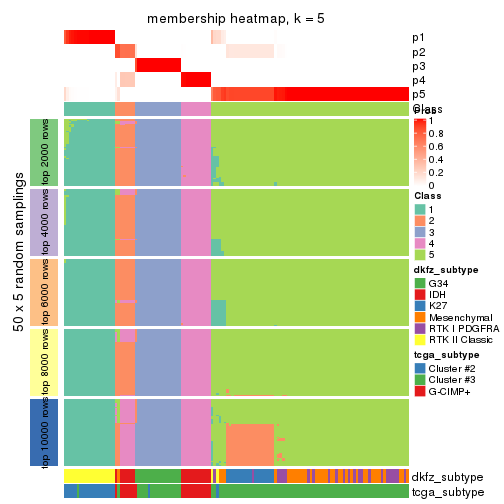 membership heatmap, k = 5
p1
p2
p3
p4
p5
Class
1
0.8
0.6
0.4
0.2
0
Class
1
2
3
4
5
dkfz_subtype
G34
IDH
K27
Mesenchymal
RTK I PDGFRA
RTK II Classic
tcga_subtype
Cluster #2
Cluster #3
G-CIMP+
50 x 5 random samplings
top 2000 rows
top 4000 rows
top 6000 rows
top 8000 rows
top 10000 rows
dkfz_subtype
tcga_subtype